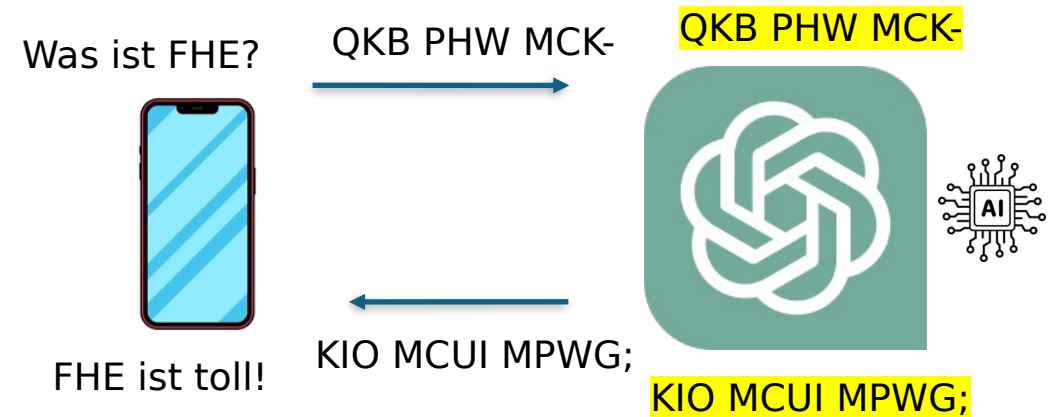 Was ist FHE?
QKB PHW MCK-
QKB PHW MCK-
AI
KIO MCUI MPWG;
FHE ist toll!
KIO MCUI MPWG;